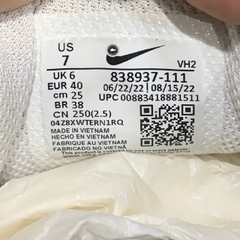 US
7
VH2
UK 6
EUR 40
cm 25
BR 38
CN 250(2.5)
838937-111
06/22/22 08/15/22
UPC 00883418881511
04Z8XWTERN1RQ
MADE IN VIETNAM
HECHO EN VIETNAM
FABRIQUE AU VIETNAM
FABRICADO NO VIETNÃ